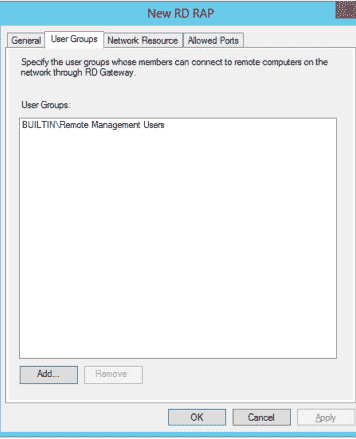 New RD RAP
General User Groups Network Resource Allowed Ports
Specify the user groups whose members can connect to remote computers on the
network through RD Gateway.
User Groups:
BUILTIN\Remote Management Users
Add... Remove
OK Cancel Apply